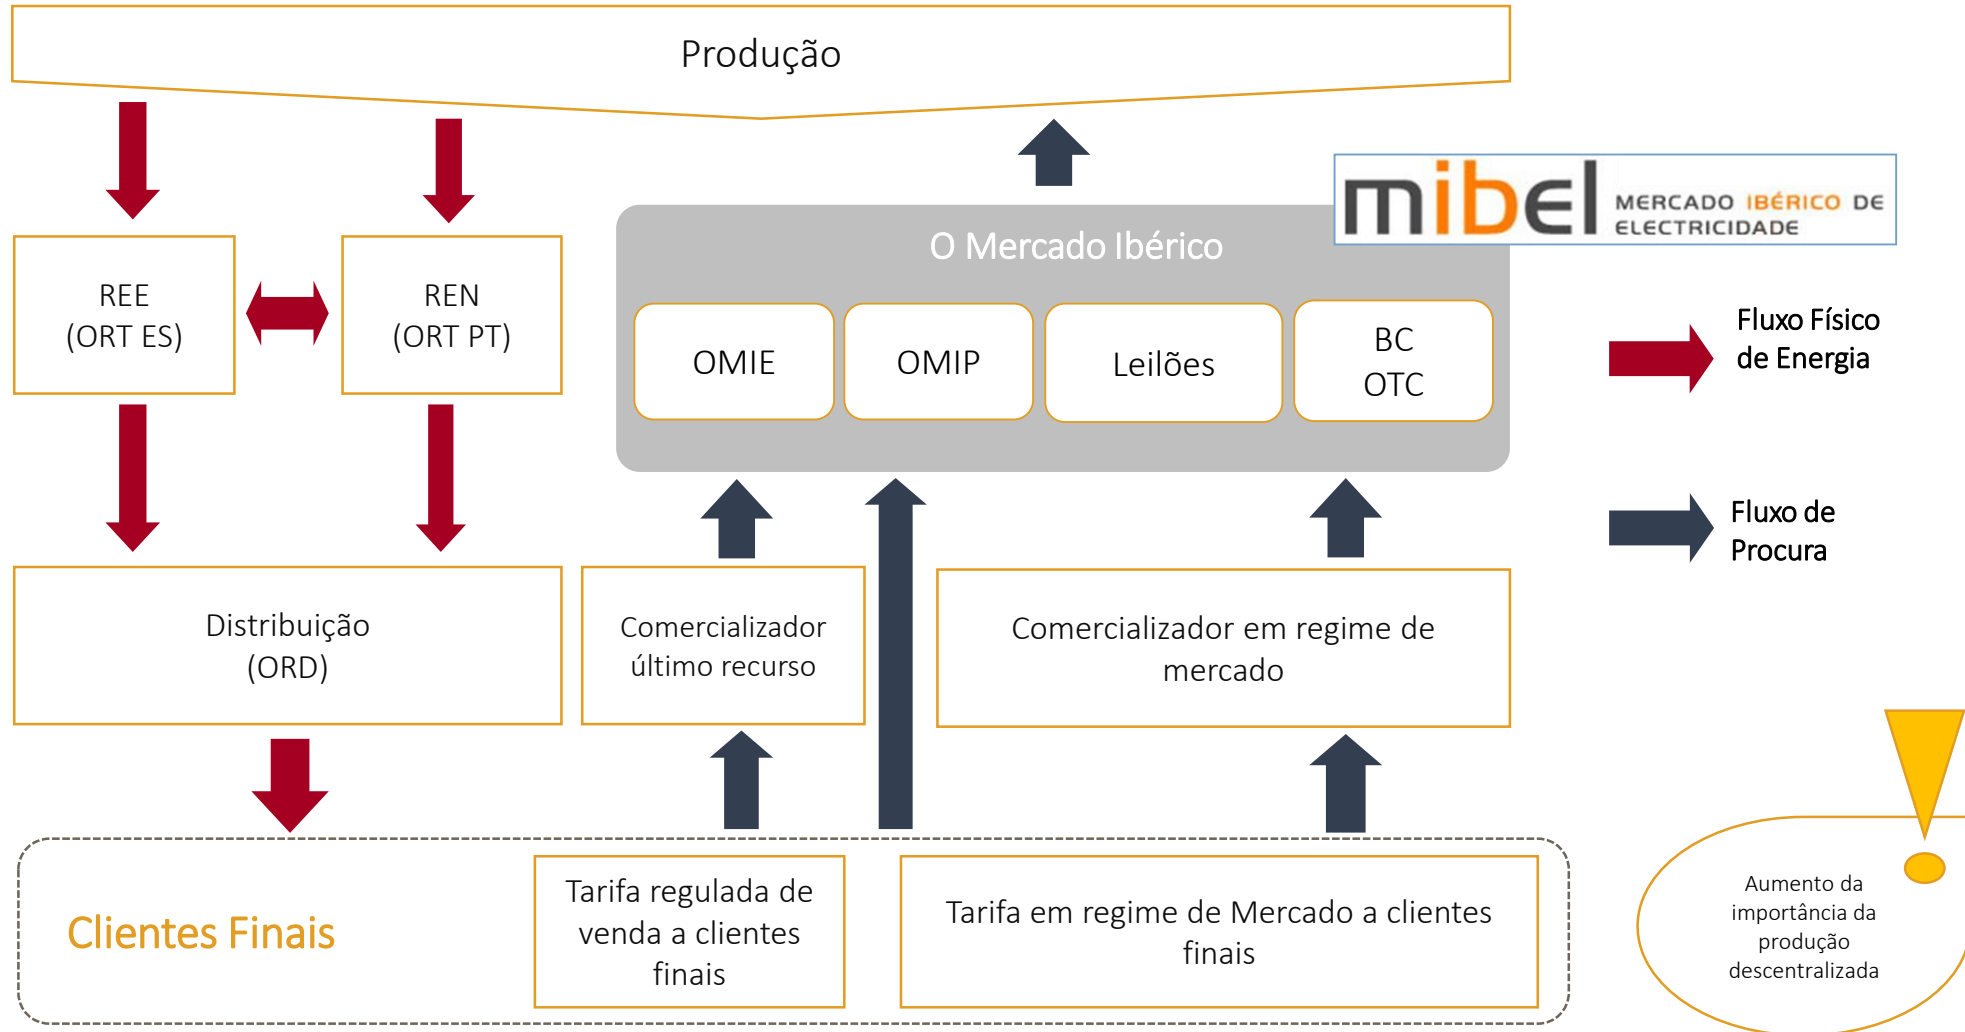 Produção
mibel
MERCADO IBÉRICO DE
ELECTRICIDADE
O Mercado Ibérico
REE
(ORT ES)
REN
(ORT PT)
OMIE
OMIP
Leilões
BC
OTC
Fluxo Físico
de Energia
Fluxo de
Procura
Distribuição
(ORD)
Comercializador
último recurso
Comercializador em regime de
mercado
Clientes Finais
Tarifa regulada de
venda a clientes
finais
Tarifa em regime de Mercado a clientes
finais
Aumento da
importância da
produção
descentralizada